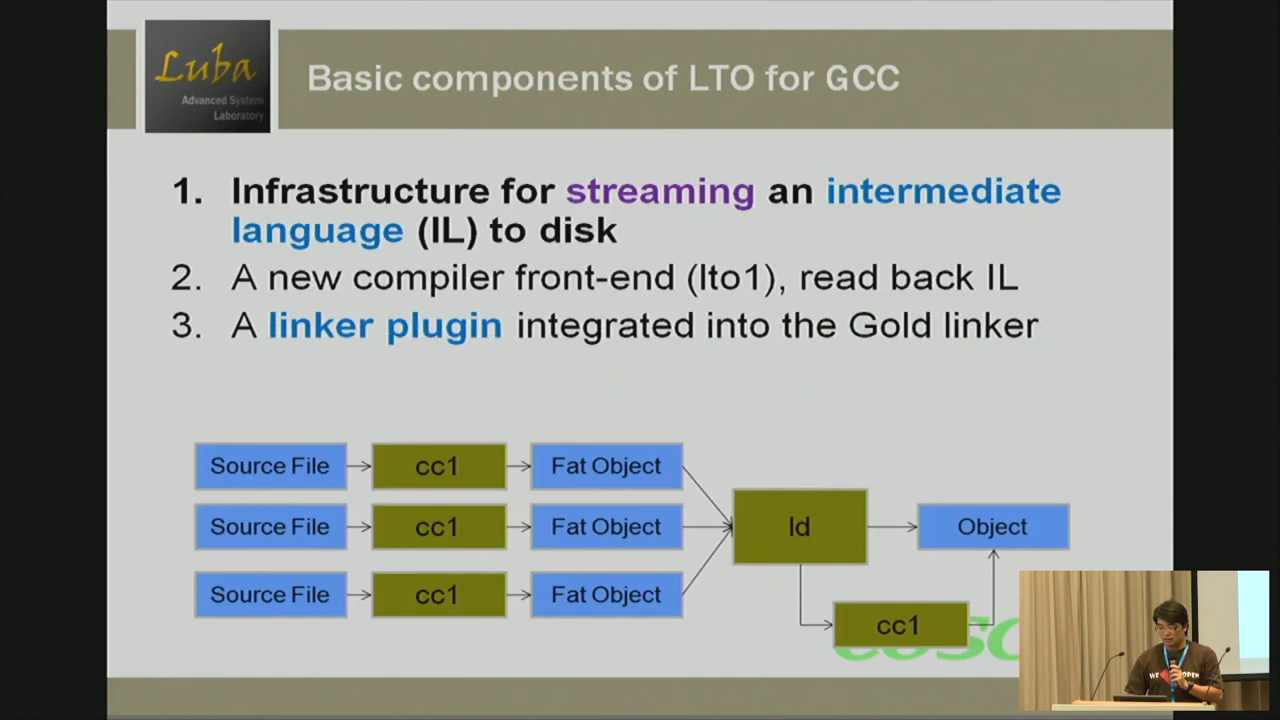 Luba
Advanced System
Laboratory
Basic components of LTO for GCC
1. Infrastructure for streaming an intermediate
language (IL) to disk
2. A new compiler front-end (lto1), read back IL
3. A linker plugin integrated into the Gold linker
Source File cc1 Fat Object
Source File cc1 Fat Object ld Object
Source File cc1 Fat Object
cc1
WE OPEN